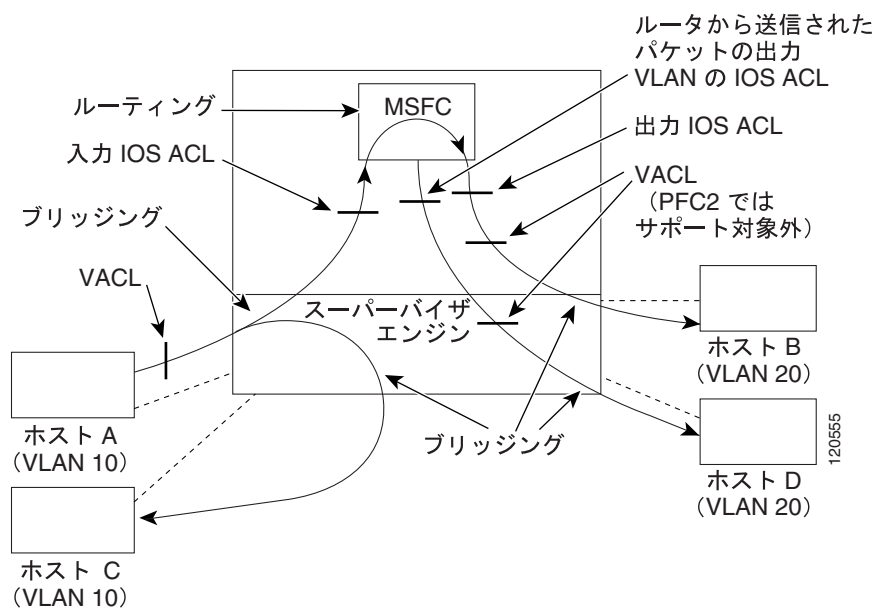 ルータから送信された
パケットの出力
VLAN の IOS ACL
ルーティング
MSFC
出力 IOS ACL
入力 IOS ACL
VACL
（PFC2 では
サポート対象外）
ブリッジング
VACL
スーパーバイザ
エンジン
ホスト B
（VLAN 20）
ホスト A
（VLAN 10）
ブリッジング
120555
ホスト D
（VLAN 20）
ホスト C
（VLAN 10）